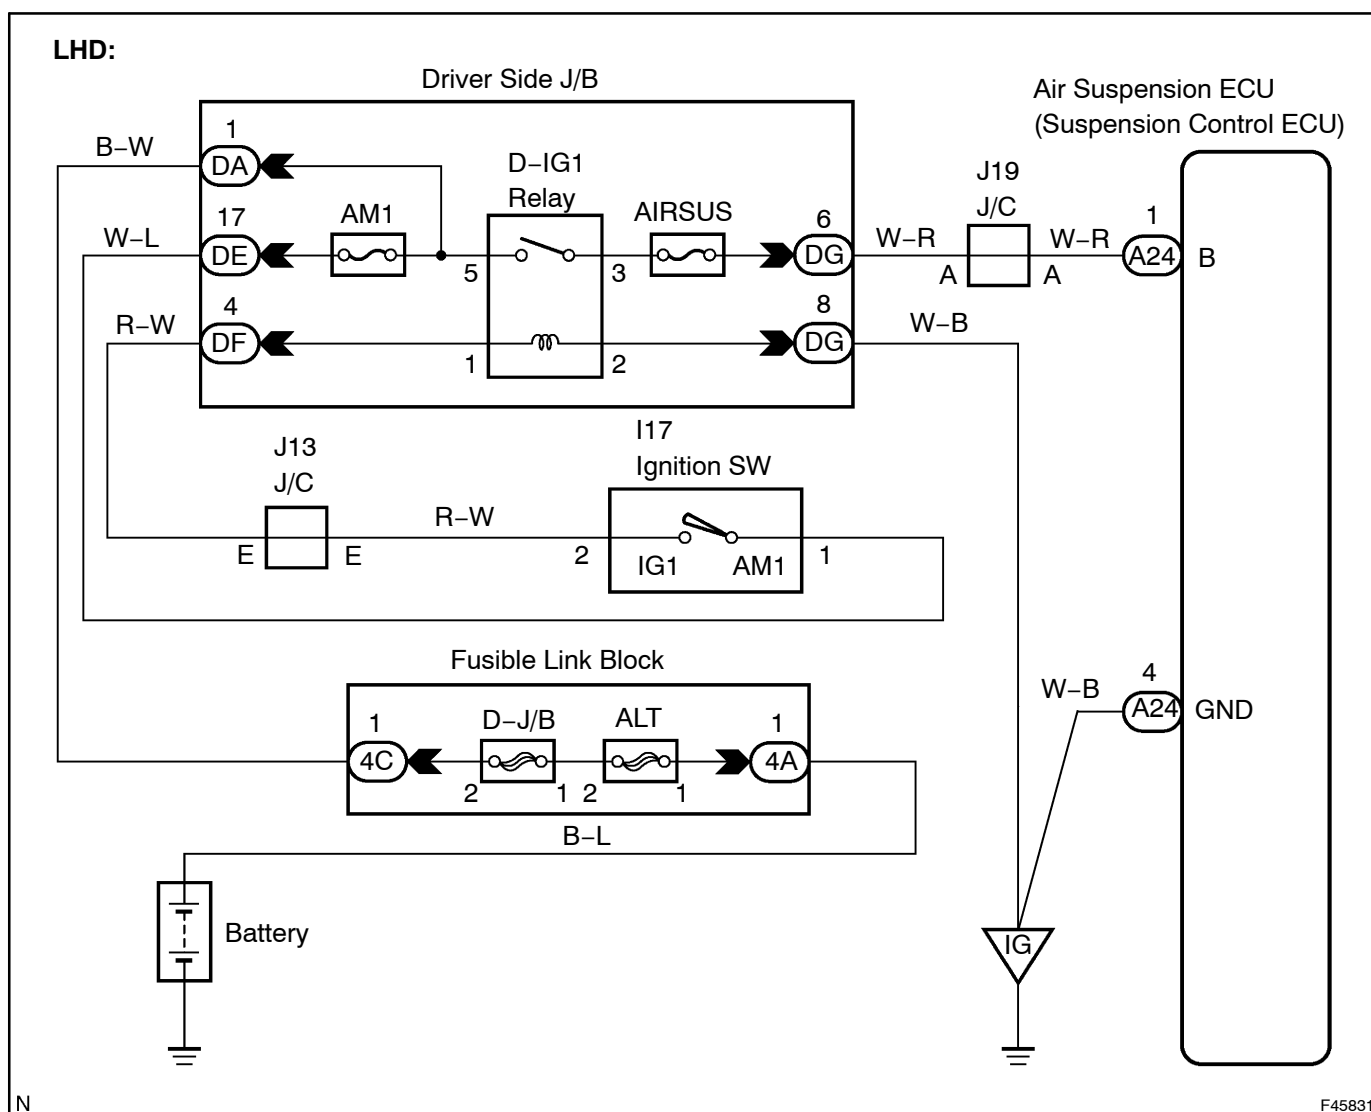 LHD:
Driver Side J/B
Air Suspension ECU
(Suspension Control ECU)
1
B–W
DA
D–IG1
Relay
J19
J/C
17
AM1
AIRSUS
6
1
W–L
DE
5
3
DG
W–R
A
A
W–R
A24
B
4
8
R–W
DF
1
2
DG
W–B
J13
J/C
I17
Ignition SW
E
E
R–W
2
IG1
AM1
1
Fusible Link Block
4
W–B
A24
GND
1
D–J/B
ALT
1
4C
2
1
2
1
4A
B–L
Battery
IG
N
F45831